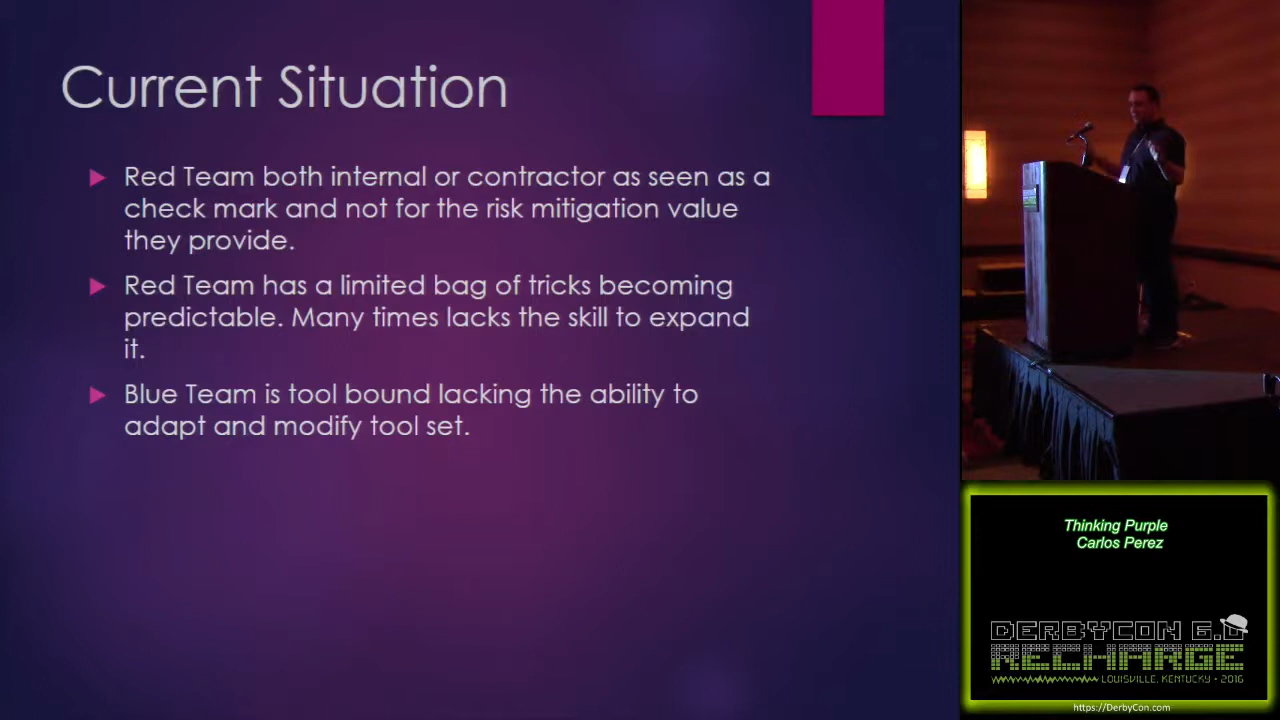 Current Situation
Red Team both internal or contractor as seen as a
check mark and not for the risk mitigation value
they provide.
Red Team has a limited bag of tricks becoming
predictable. Many times lacks the skill to expand
it.
Blue Team is tool bound lacking the ability to
adapt and modify tool set.
Thinking Purple
Carlos Perez
DERBYCON 6.0
RECHARGE
LOUISVILLE, KENTUCKY • 2016
https://DerbyCon.com